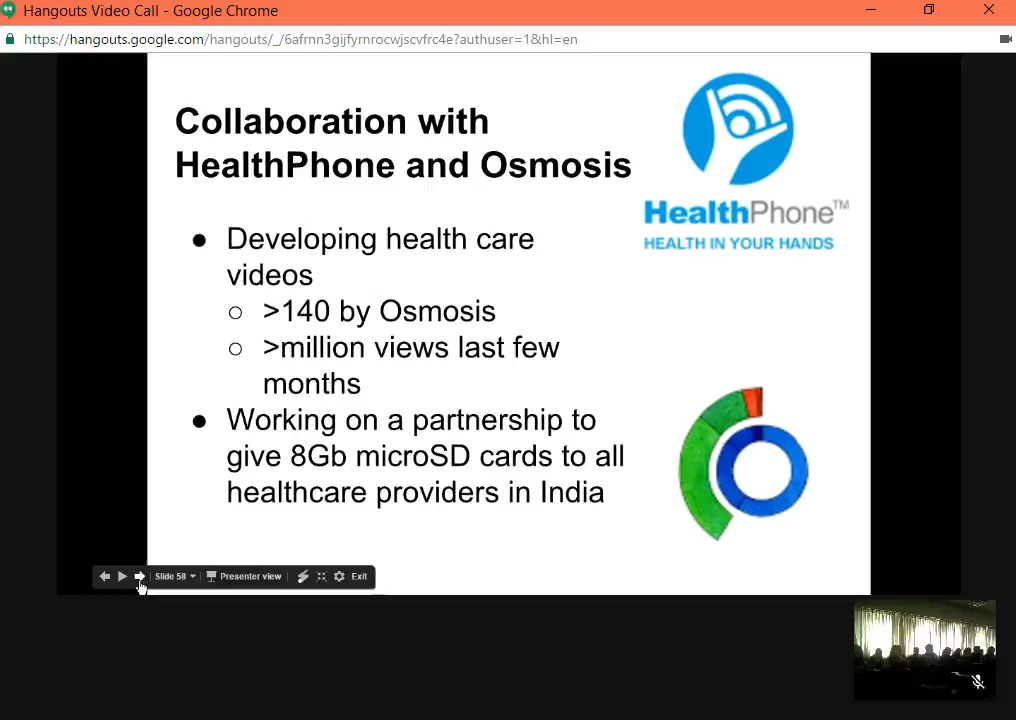 Hangouts Video Call - Google Chrome
https://hangouts.google.com/hangouts/_/6afrnn3gijfyrnrocwjscvfrc4e?authuser=1&hl=en
Collaboration with
HealthPhone and Osmosis
HealthPhone™
HEALTH IN YOUR HANDS
● Developing health care
videos
○ >140 by Osmosis
○ >million views last few
months
● Working on a partnership to
give 8Gb microSD cards to all
healthcare providers in India
Slide 58 Presenter view Exit